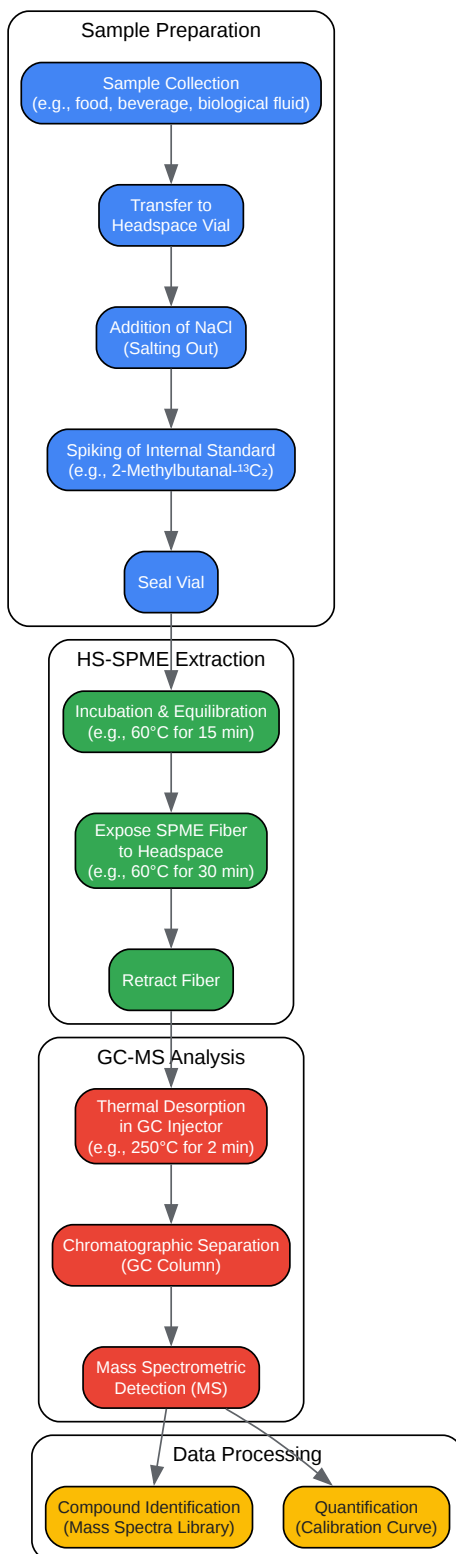 Sample Preparation
Sample Collection
(e.g., food, beverage, biological fluid)
Transfer to
Headspace Vial
Addition of NaCl
(Salting Out)
Spiking of Internal Standard
(e.g., 2-Methylbutanal-¹³C₂)
Seal Vial
HS-SPME Extraction
Incubation & Equilibration
(e.g., 60°C for 15 min)
Expose SPME Fiber
to Headspace
(e.g., 60°C for 30 min)
Retract Fiber
GC-MS Analysis
Thermal Desorption
in GC Injector
(e.g., 250°C for 2 min)
Chromatographic Separation
(GC Column)
Mass Spectrometric
Detection (MS)
Data Processing
Compound Identification
(Mass Spectra Library)
Quantification
(Calibration Curve)